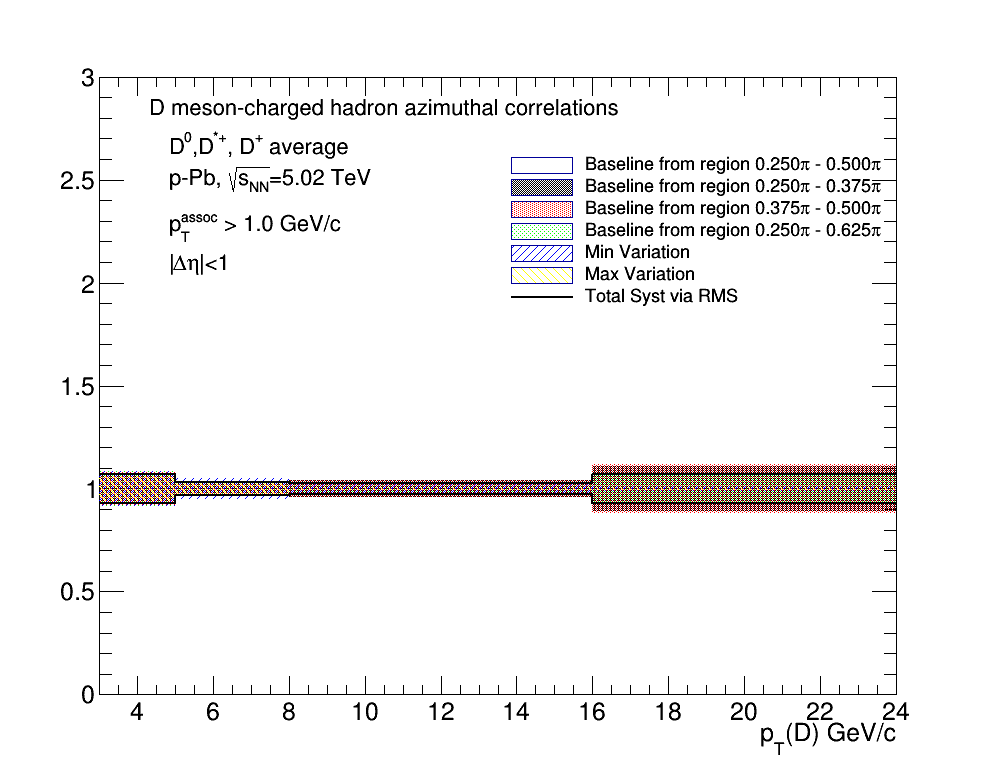 3
D meson-charged hadron azimuthal correlations
D⁰,D*⁺, D⁺ average
p-Pb, √s_NN=5.02 TeV
p_T^assoc > 1.0 GeV/c
|Δη|<1
Baseline from region 0.250π - 0.500π
Baseline from region 0.250π - 0.375π
Baseline from region 0.375π - 0.500π
Baseline from region 0.250π - 0.625π
Min Variation
Max Variation
Total Syst via RMS
2.5
2
1.5
1
0.5
0
4 6 8 10 12 14 16 18 20 22 24
p_T(D) GeV/c